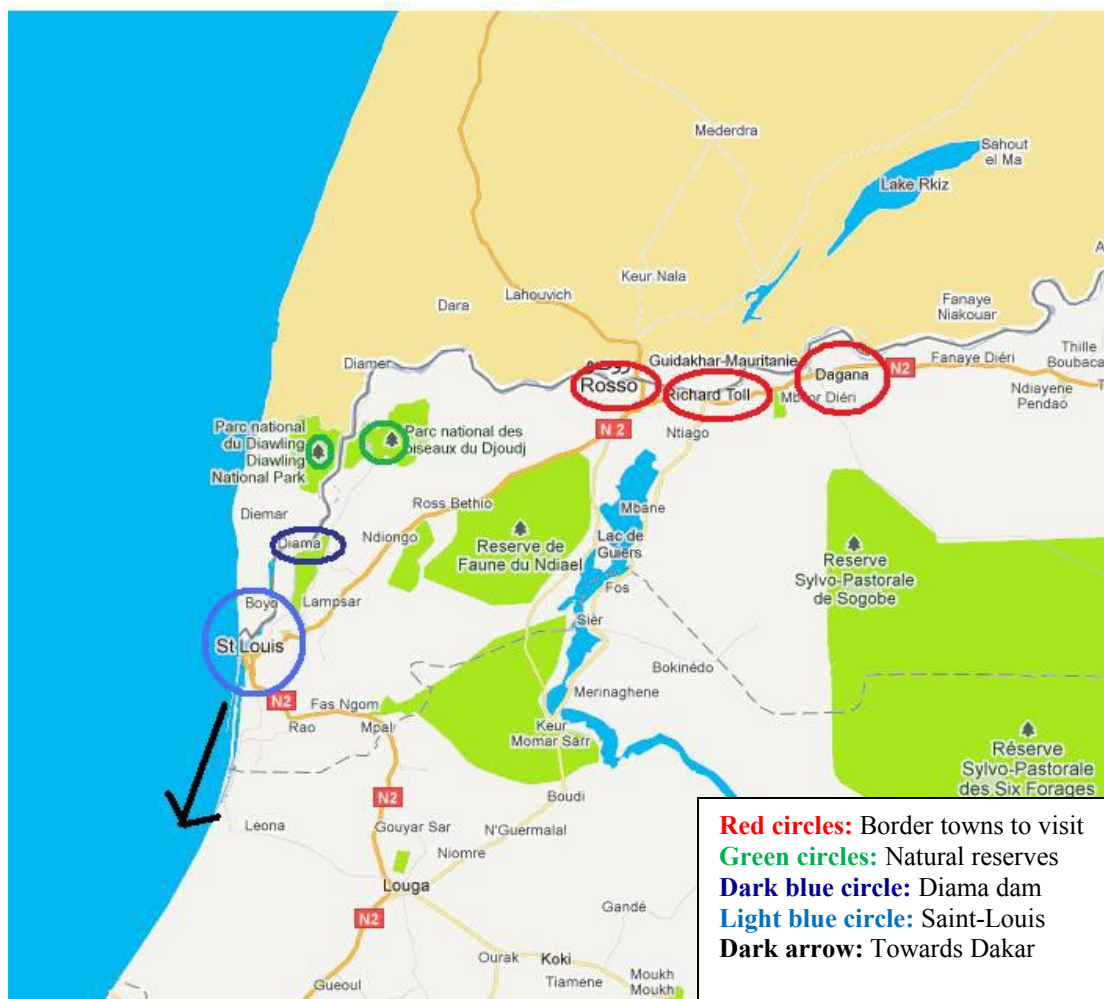 Mederdra
Sahout
el Ma
Lake Rkiz
Keur Nala
Lahouvich
Dara
Fanaye
Niakouar
Diamer
Guidakhar-Mauritanie
Rosso
Richard Toll
Dagana
N2
Fanaye Diéri
Thille
Boubaca
Ndiayene
Pendao
Parc national
du Diawling
Diawling
National Park
Parc national des
oiseaux du Djoudj
N 2
Ntiago
Diéri
Ross Bethio
Mbane
Diemar
Diama
Ndiongo
Reserve de
Faune du Ndiael
Lac de
Guiers
Reserve
Sylvo-Pastorale
de Sogobe
Boyo
Lampsar
Fos
St Louis
Siér
Bokinédo
N2
Fas Ngom
Merinaghene
Rao
Mpal
Keur
Momar Sarr
Réserve
Sylvo-Pastorale
des Six Forages
N2
Boudi
Leona
Gouyar Sar
N'Guermalal
Niomre
Louga
N2
Gandé
Ourak
Koki
Tiamene
Moukh
Moukh
Gueoul
Red circles: Border towns to visit
Green circles: Natural reserves
Dark blue circle: Diama dam
Light blue circle: Saint-Louis
Dark arrow: Towards Dakar